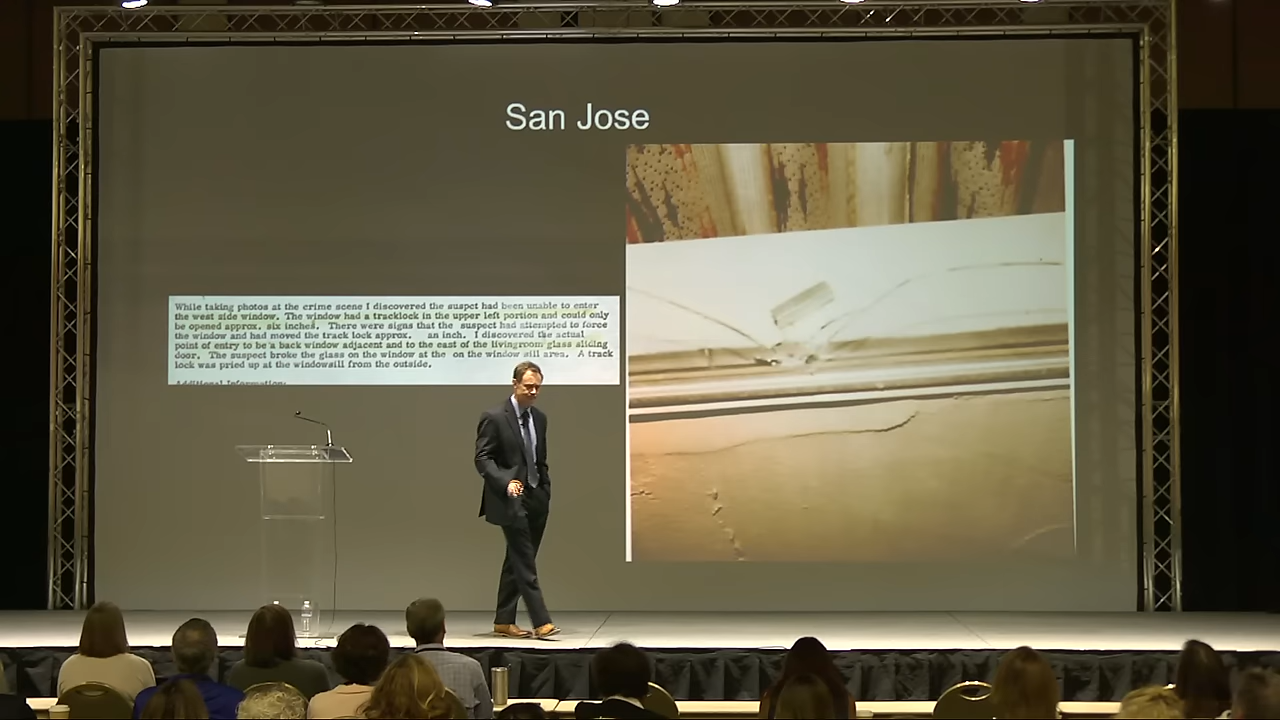 San Jose
While taking photos at the crime scene I discovered the suspct had been unable to enter
the west side window. The window had a tracklock in the upper left portion and could only
be opened approx. six inches. There were signs that the suspect had attempted to force
the window and had moved the track lock approx. an inch. I discovered the actual
point of entry to be a back window adjacent and to the east of the livingroom glass sliding
door. The suspect broke the glass on the window at the on the window sill area. A track
lock was pried up at the windowsill from the outside.
Additional Information: